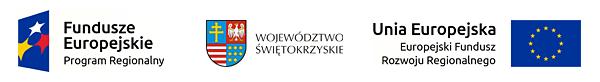 Fundusze
Europejskie
Program Regionalny
WOJEWÓDZTWO
ŚWIĘTOKRZYSKIE
Unia Europejska
Europejski Fundusz
Rozwoju Regionalnego